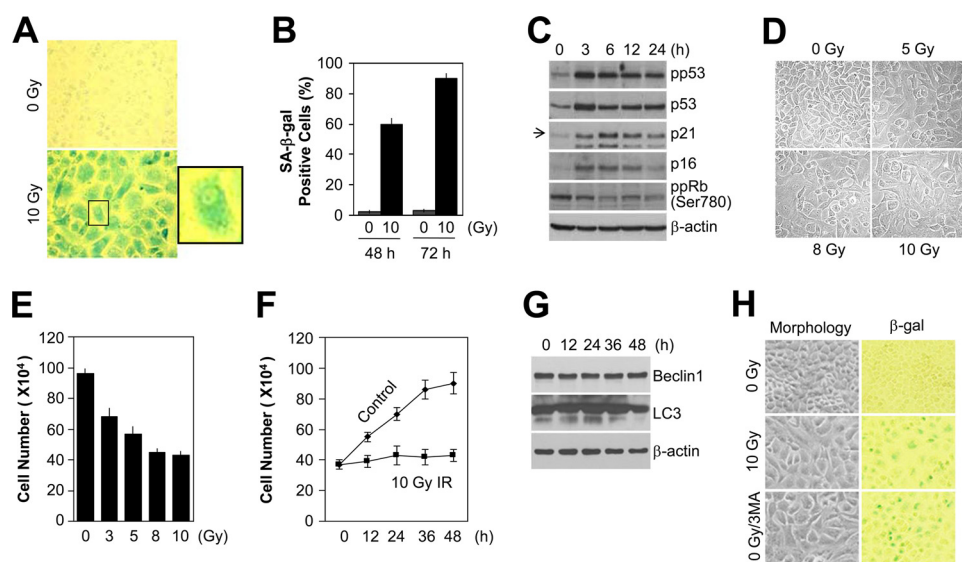 A
0 Gy
10 Gy
B
SA-β-gal
Positive Cells (%)
100
80
60
40
20
0
0 10 0 10 (Gy)
48 h 72 h
C
0 3 6 12 24 (h)
pp53
p53
p21
p16
ppRb
(Ser780)
β-actin
D
0 Gy 5 Gy
8 Gy 10 Gy
E
Cell Number ( X10⁴)
120
100
80
60
40
20
0
0 3 5 8 10 (Gy)
F
Cell Number ( X10⁴)
120
100
80
60
40
20
0
Control
10 Gy IR
0 12 24 36 48 (h)
G
0 12 24 36 48 (h)
Beclin1
LC3
β-actin
H
Morphology β-gal
0 Gy
10 Gy
0 Gy/3MA